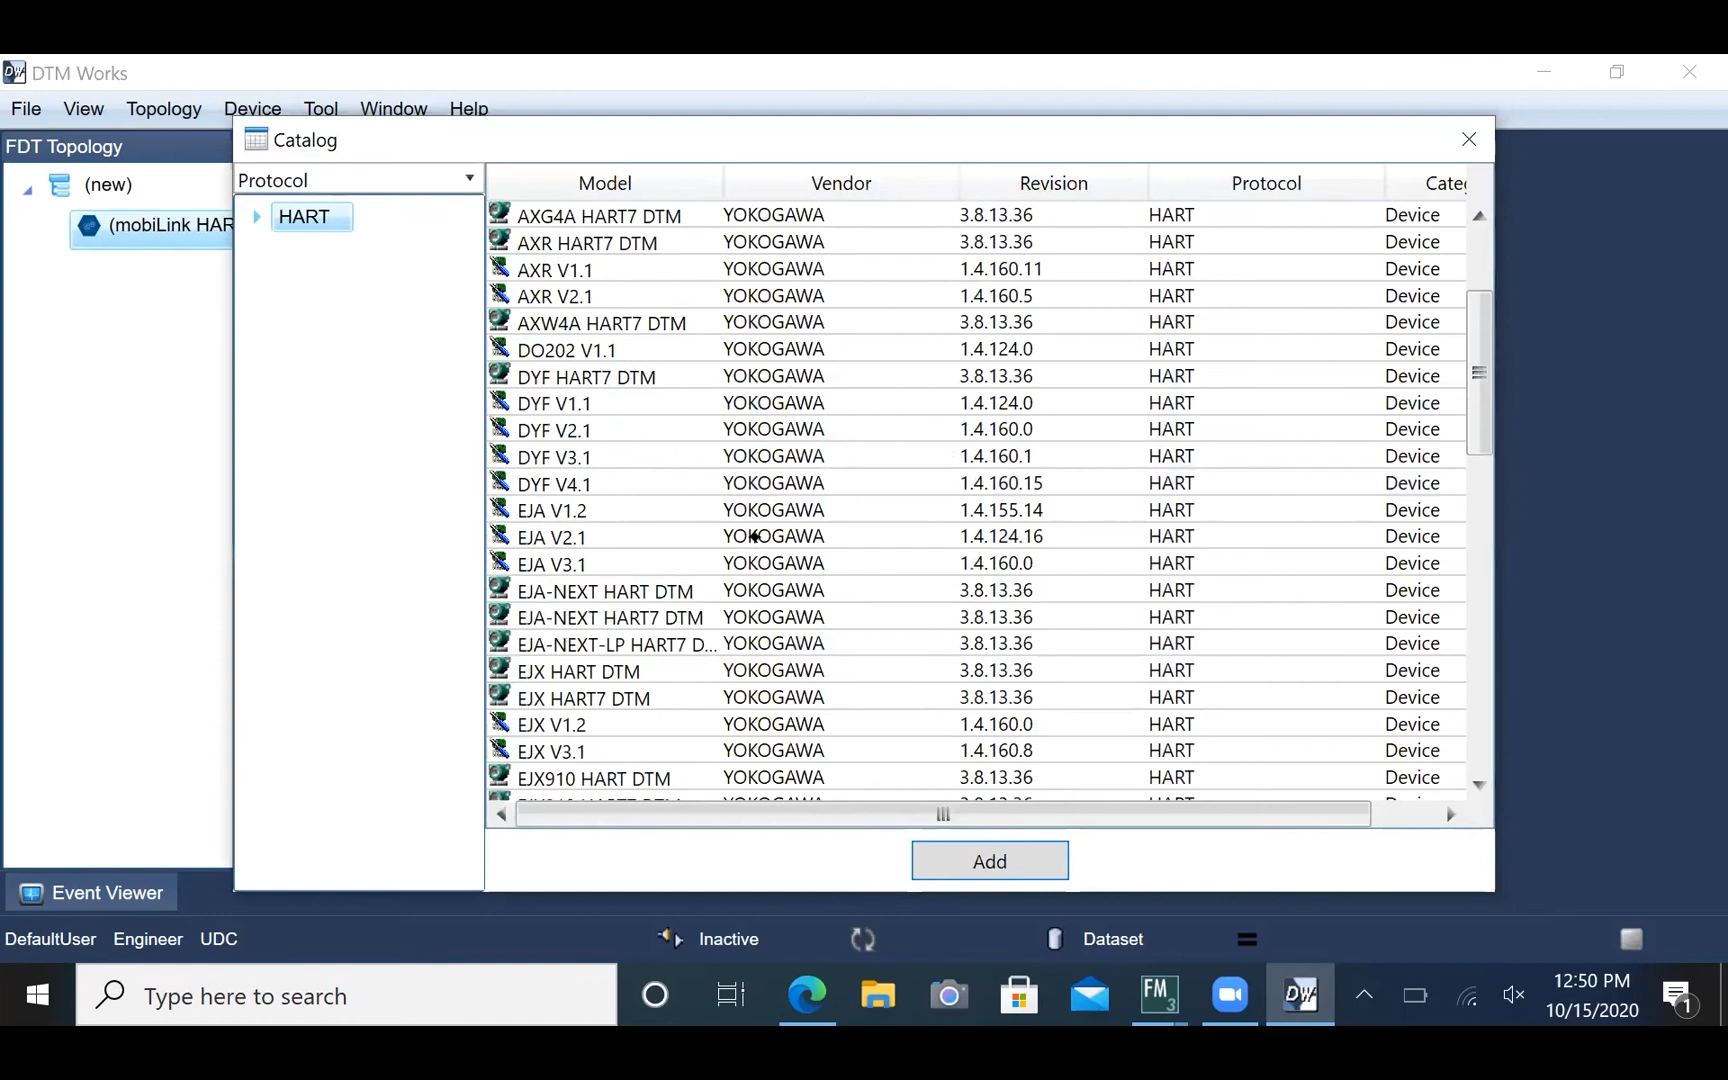 DW DTM Works
File View Topology Device Tool Window Help
FDT Topology
(new)
(mobiLink HAR
Catalog
Protocol
HART
Model Vendor Revision Protocol Categ
AXG4A HART7 DTM YOKOGAWA 3.8.13.36 HART Device
AXR HART7 DTM YOKOGAWA 3.8.13.36 HART Device
AXR V1.1 YOKOGAWA 1.4.160.11 HART Device
AXR V2.1 YOKOGAWA 1.4.160.5 HART Device
AXW4A HART7 DTM YOKOGAWA 3.8.13.36 HART Device
DO202 V1.1 YOKOGAWA 1.4.124.0 HART Device
DYF HART7 DTM YOKOGAWA 3.8.13.36 HART Device
DYF V1.1 YOKOGAWA 1.4.124.0 HART Device
DYF V2.1 YOKOGAWA 1.4.160.0 HART Device
DYF V3.1 YOKOGAWA 1.4.160.1 HART Device
DYF V4.1 YOKOGAWA 1.4.160.15 HART Device
EJA V1.2 YOKOGAWA 1.4.155.14 HART Device
EJA V2.1 YOKOGAWA 1.4.124.16 HART Device
EJA V3.1 YOKOGAWA 1.4.160.0 HART Device
EJA-NEXT HART DTM YOKOGAWA 3.8.13.36 HART Device
EJA-NEXT HART7 DTM YOKOGAWA 3.8.13.36 HART Device
EJA-NEXT-LP HART7 D... YOKOGAWA 3.8.13.36 HART Device
EJX HART DTM YOKOGAWA 3.8.13.36 HART Device
EJX HART7 DTM YOKOGAWA 3.8.13.36 HART Device
EJX V1.2 YOKOGAWA 1.4.160.0 HART Device
EJX V3.1 YOKOGAWA 1.4.160.8 HART Device
EJX910 HART DTM YOKOGAWA 3.8.13.36 HART Device
Add
Event Viewer
DefaultUser Engineer UDC Inactive Dataset
Type here to search
FM 3
DW
12:50 PM
10/15/2020
1